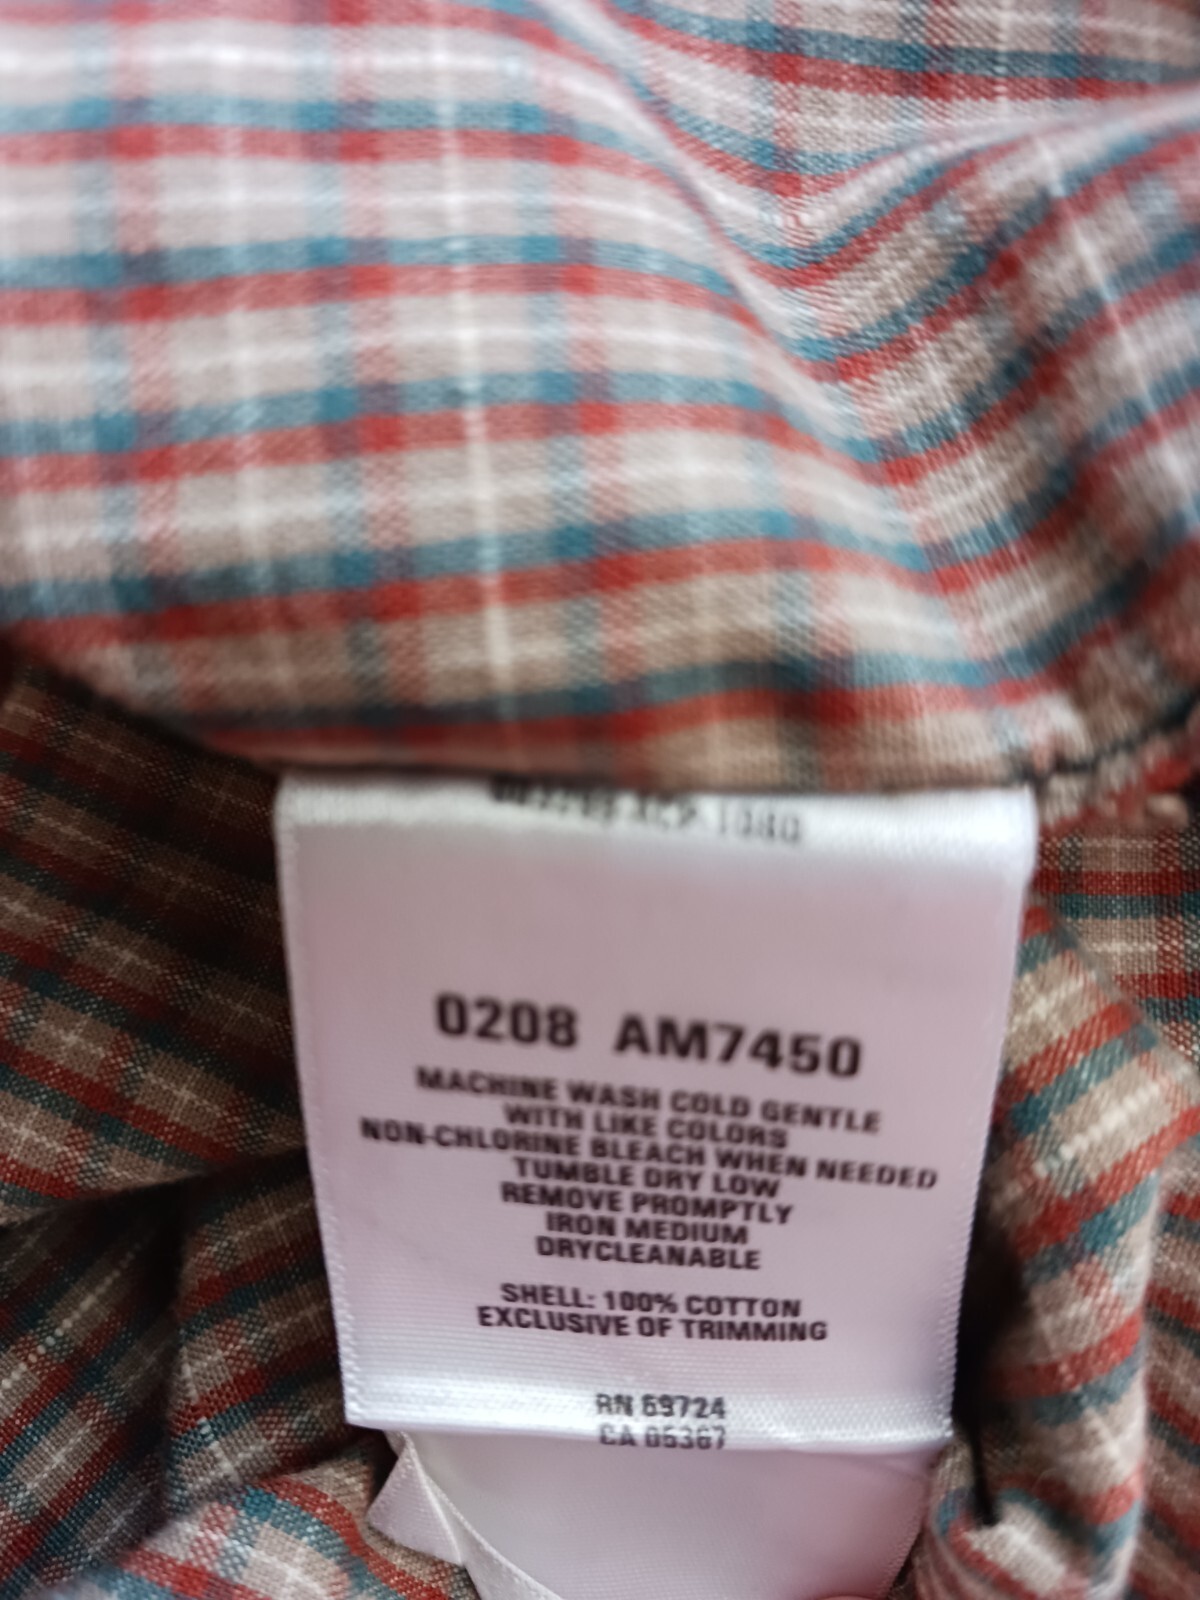 0208 AM7450
MACHINE WASH COLD GENTLE
WITH LIKE COLORS
NON-CHLORINE BLEACH WHEN NEEDED
TUMBLE DRY LOW
REMOVE PROMPTLY
IRON MEDIUM
DRYCLEANABLE
SHELL: 100% COTTON
EXCLUSIVE OF TRIMMING
RN 69724
CA 05367